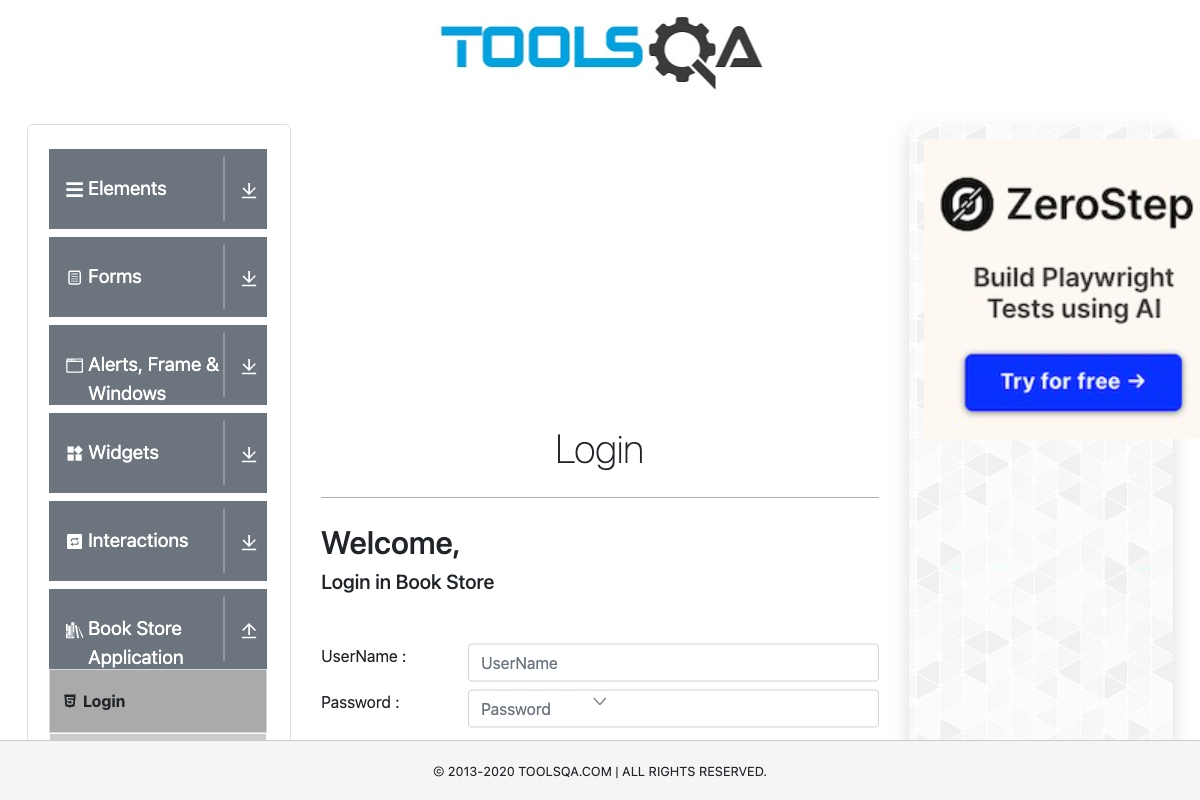 TOOLSQA
Elements
Forms
Alerts, Frame &
Windows
Widgets
Interactions
Book Store
Application
Login
Login
Welcome,
Login in Book Store
UserName :
UserName
Password :
Password
ZeroStep
Build Playwright
Tests using AI
Try for free →
© 2013-2020 TOOLSQA.COM | ALL RIGHTS RESERVED.